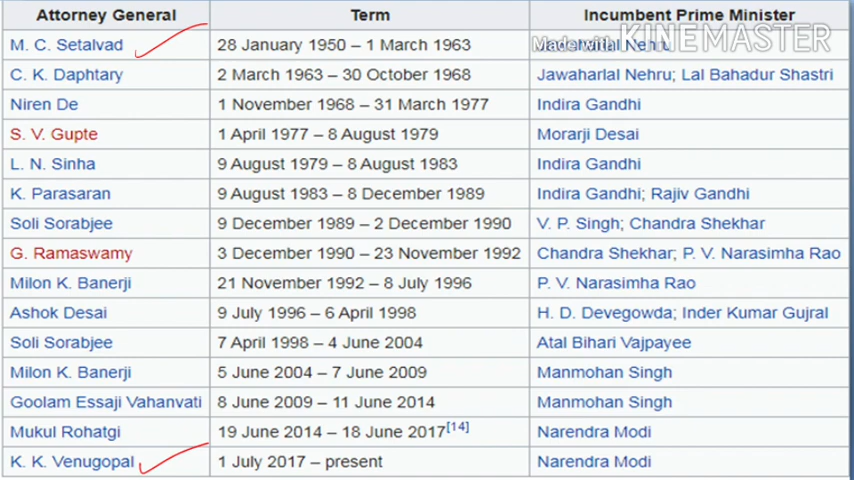 Attorney General Term Incumbent Prime Minister
M. C. Setalvad 28 January 1950 – 1 March 1963 Jawaharlal Nehru
Made with KINEMASTER
C. K. Daphtary 2 March 1963 – 30 October 1968 Jawaharlal Nehru; Lal Bahadur Shastri
Niren De 1 November 1968 – 31 March 1977 Indira Gandhi
S. V. Gupte 1 April 1977 – 8 August 1979 Morarji Desai
L. N. Sinha 9 August 1979 – 8 August 1983 Indira Gandhi
K. Parasaran 9 August 1983 – 8 December 1989 Indira Gandhi; Rajiv Gandhi
Soli Sorabjee 9 December 1989 – 2 December 1990 V. P. Singh; Chandra Shekhar
G. Ramaswamy 3 December 1990 – 23 November 1992 Chandra Shekhar; P. V. Narasimha Rao
Milon K. Banerji 21 November 1992 – 8 July 1996 P. V. Narasimha Rao
Ashok Desai 9 July 1996 – 6 April 1998 H. D. Devegowda; Inder Kumar Gujral
Soli Sorabjee 7 April 1998 – 4 June 2004 Atal Bihari Vajpayee
Milon K. Banerji 5 June 2004 – 7 June 2009 Manmohan Singh
Goolam Essaji Vahanvati 8 June 2009 – 11 June 2014 Manmohan Singh
Mukul Rohatgi 19 June 2014 – 18 June 2017[14] Narendra Modi
K. K. Venugopal 1 July 2017 – present Narendra Modi